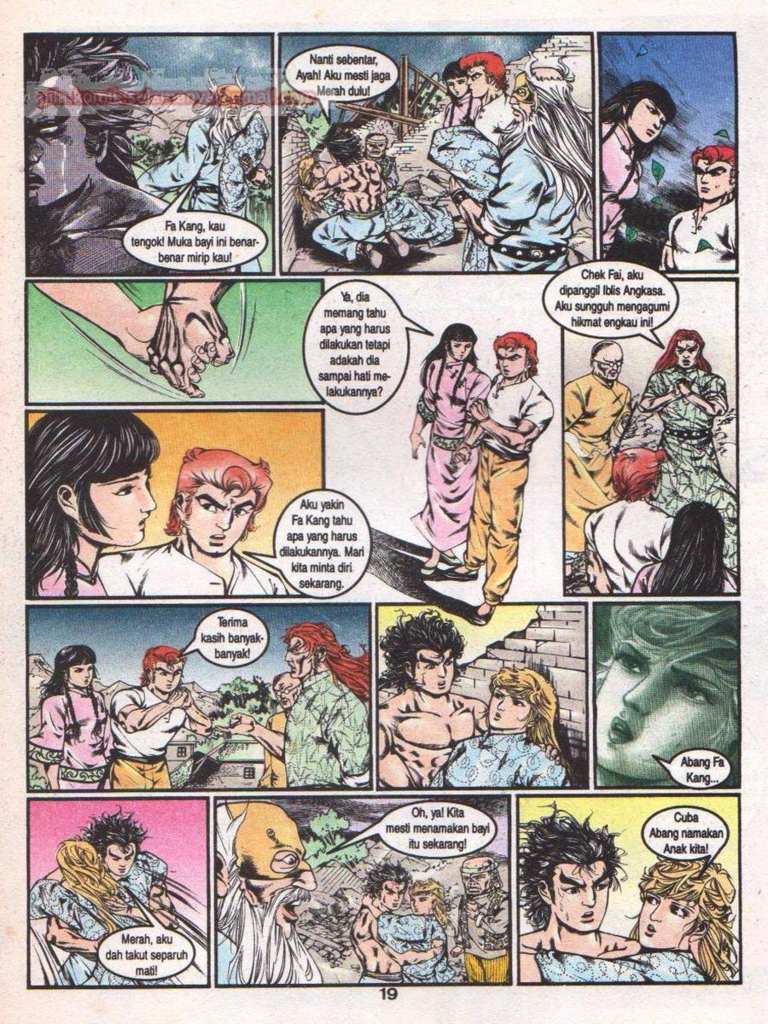 Fa Kang, kau
tengok! Muka bayi ini benar-
benar mirip kau!
Nanti sebentar,
Ayah! Aku mesti jaga
Merah dulu!
Ya, dia
memang tahu
apa yang harus
dilakukan tetapi
adakah dia
sampai hati me-
lakukannya?
Chek Fai, aku
dipanggil Iblis Angkasa.
Aku sungguh mengagumi
hikmat engkau ini!
Aku yakin
Fa Kang tahu
apa yang harus
dilakukannya. Mari
kita minta diri
sekarang.
Terima
kasih banyak-
banyak!
Abang Fa
Kang...
Merah, aku
dah takut separuh
mati!
Oh, ya! Kita
mesti menamakan bayi
itu sekarang!
Cuba
Abang namakan
Anak kita!
19